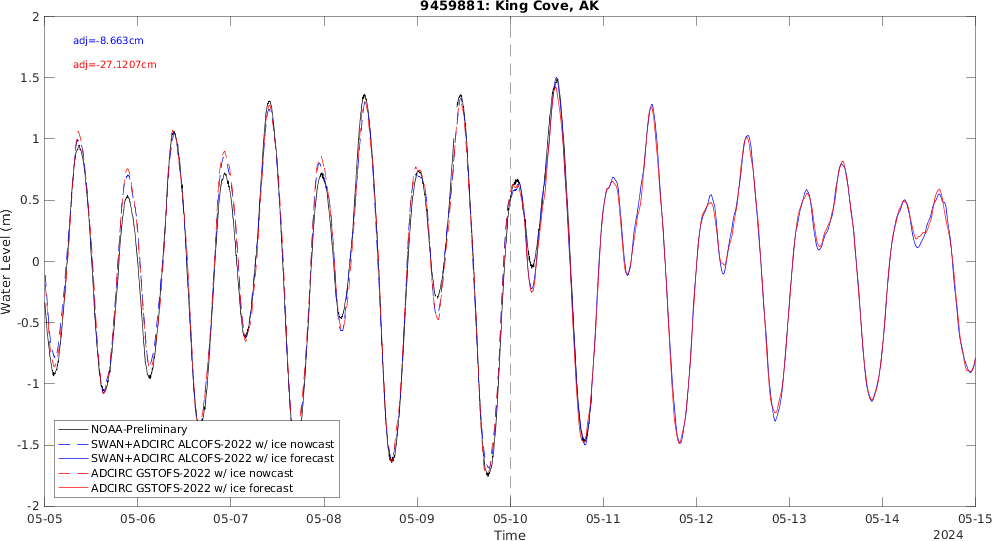 9459881: King Cove, AK
adj=-8.663cm
adj=-27.1207cm
Water Level (m)
2
1.5
1
0.5
0
-0.5
-1
-1.5
-2
NOAA-Preliminary
SWAN+ADCIRC ALCOFS-2022 w/ ice nowcast
SWAN+ADCIRC ALCOFS-2022 w/ ice forecast
ADCIRC GSTOFS-2022 w/ ice nowcast
ADCIRC GSTOFS-2022 w/ ice forecast
05-05 05-06 05-07 05-08 05-09 05-10 05-11 05-12 05-13 05-14 05-15
Time
2024